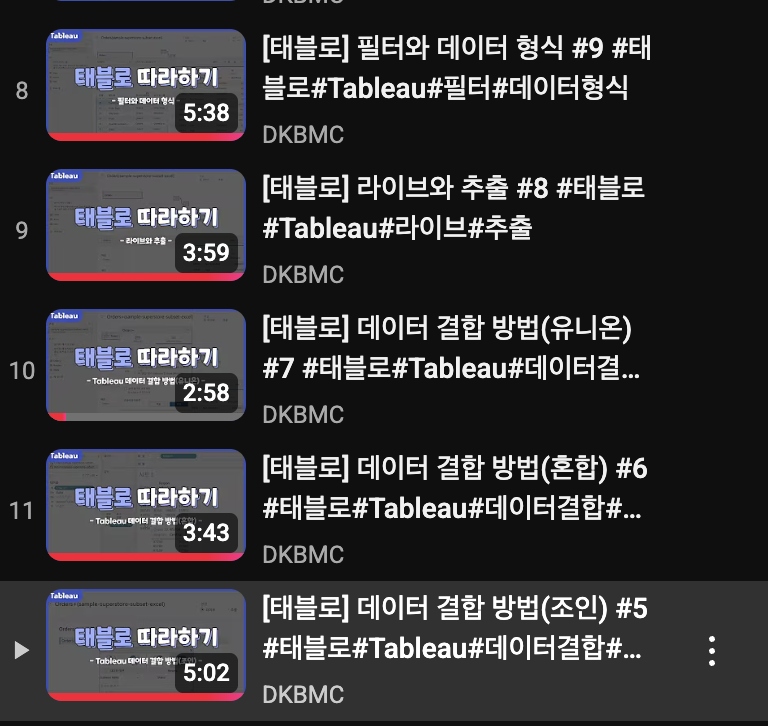 DKBMC
8
Tableau
태블로 따라하기
- 필터와 데이터 형식 -
5:38
[태블로] 필터와 데이터 형식 #9 #태
블로#Tableau#필터#데이터형식
DKBMC
9
Tableau
태블로 따라하기
- 라이브와 추출 -
3:59
[태블로] 라이브와 추출 #8 #태블로
#Tableau#라이브#추출
DKBMC
10
Tableau
태블로 따라하기
- Tableau 데이터 결합 방법(유니온) -
2:58
[태블로] 데이터 결합 방법(유니온)
#7 #태블로#Tableau#데이터결...
DKBMC
11
Tableau
태블로 따라하기
- Tableau 데이터 결합 방법(혼합) -
3:43
[태블로] 데이터 결합 방법(혼합) #6
#태블로#Tableau#데이터결합#...
DKBMC
Tableau
태블로 따라하기
- Tableau 데이터 결합 방법(조인) -
5:02
[태블로] 데이터 결합 방법(조인) #5
#태블로#Tableau#데이터결합#...
DKBMC